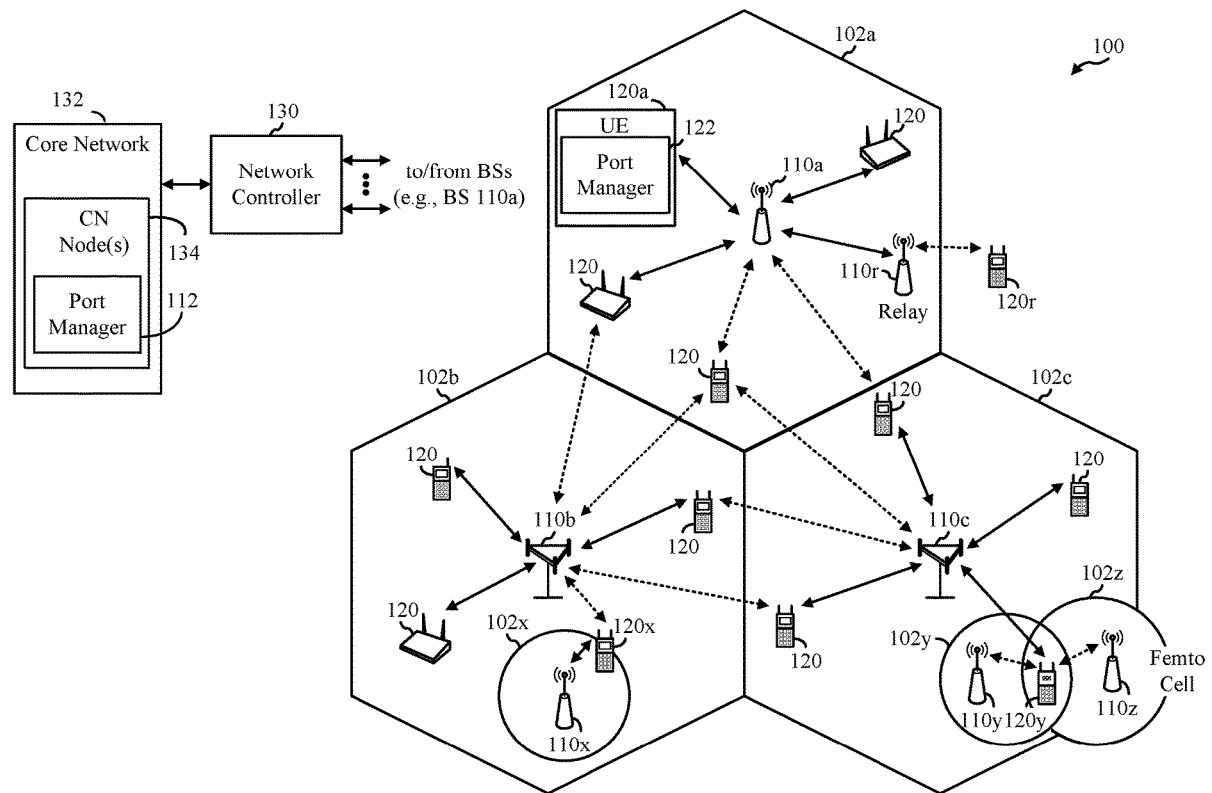 102a
100
132
Core Network
130
Network
Controller
to/from BSs
(e.g., BS 110a)
CN
Node(s)
134
Port
Manager
112
120a
UE
122
Port
Manager
120
110a
120
110r
Relay
120r
102b
120
120
102c
120
110b
120
110c
120
120
102x
120x
110x
120
102z
102y
110y
120y
110z
Femto
Cell